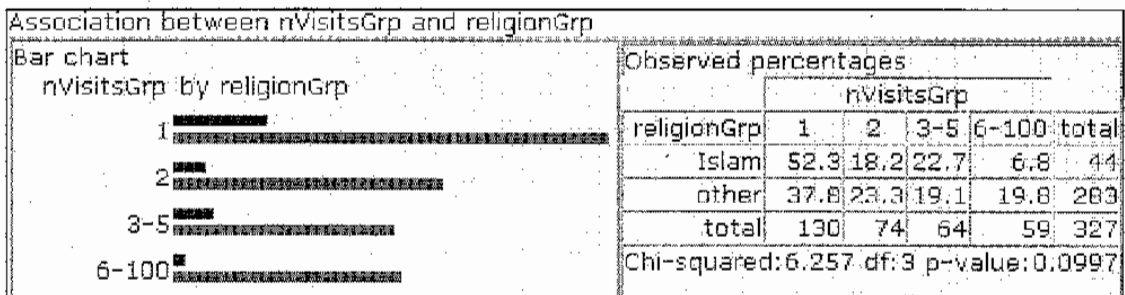 Association between nVisitsGrp and religionGrp
Bar chart
nVisitsGrp by religionGrp
1
2
3-5
6-100
Observed percentages
nVisitsGrp
religionGrp 1 2 3-5 6-100 total
Islam 52.3 18.2 22.7 6.8 44
other 37.8 23.3 19.1 19.8 283
total 130 74 64 59 327
Chi-squared:6.257 df:3 p-value:0.0997